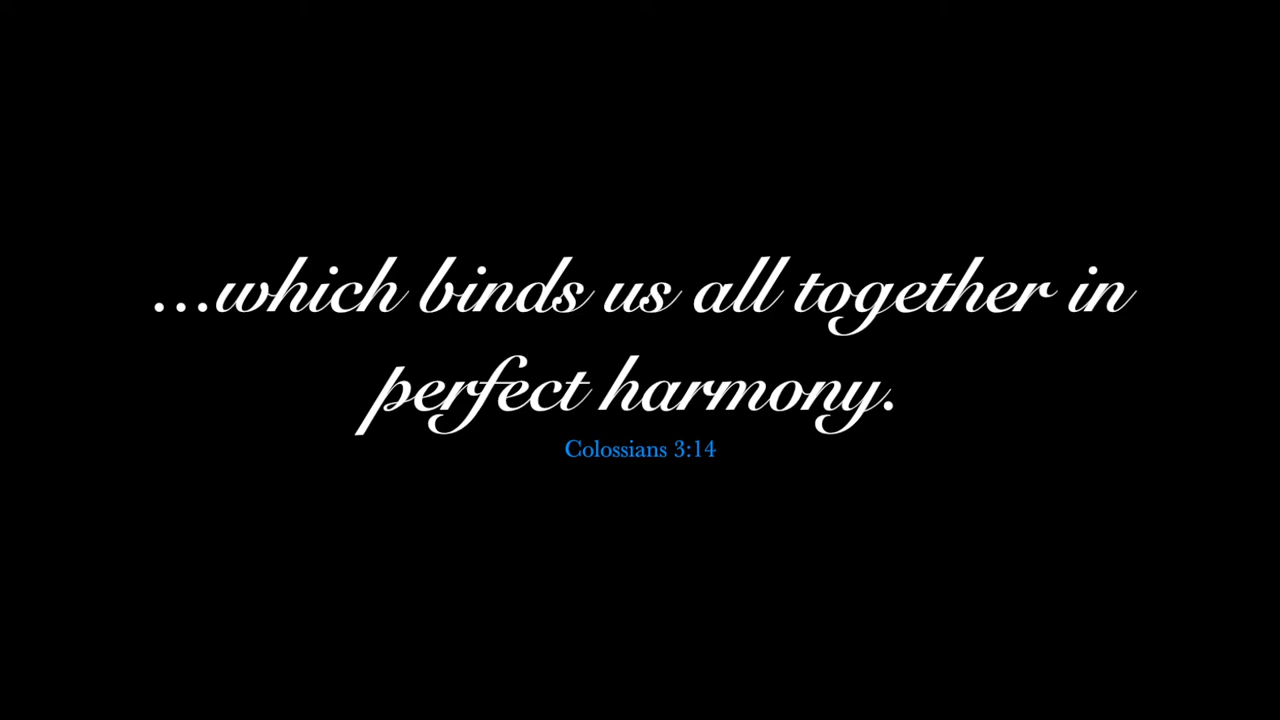 ...which binds us all together in
perfect harmony.
Colossians 3:14